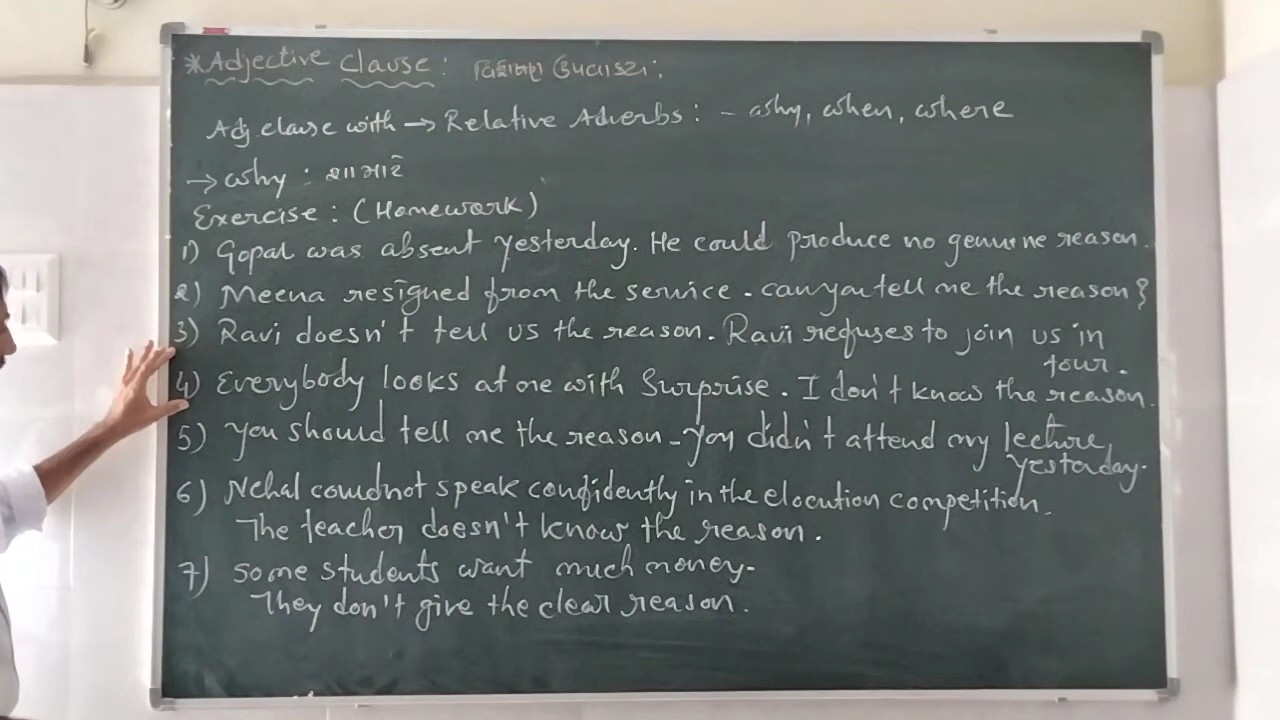 *Adjective clause: વિશેષણ ઉપવાક્ય:
Adj. clause with → Relative Adverbs: - why, when, where
→ why : શા માટે
Exercise : (Homework)
1) Gopal was absent yesterday. He could produce no genuine reason.
2) Meena resigned from the service. can you tell me the reason?
3) Ravi doesn't tell us the reason. Ravi refuses to join us in
tour.
4) Everybody looks at me with Surprise. I don't know the reason.
5) You should tell me the reason. You didn't attend my lecture
yesterday.
6) Nehal could not speak confidently in the elocution competition.
The teacher doesn't know the reason.
7) Some students want much money.
They don't give the clear reason.